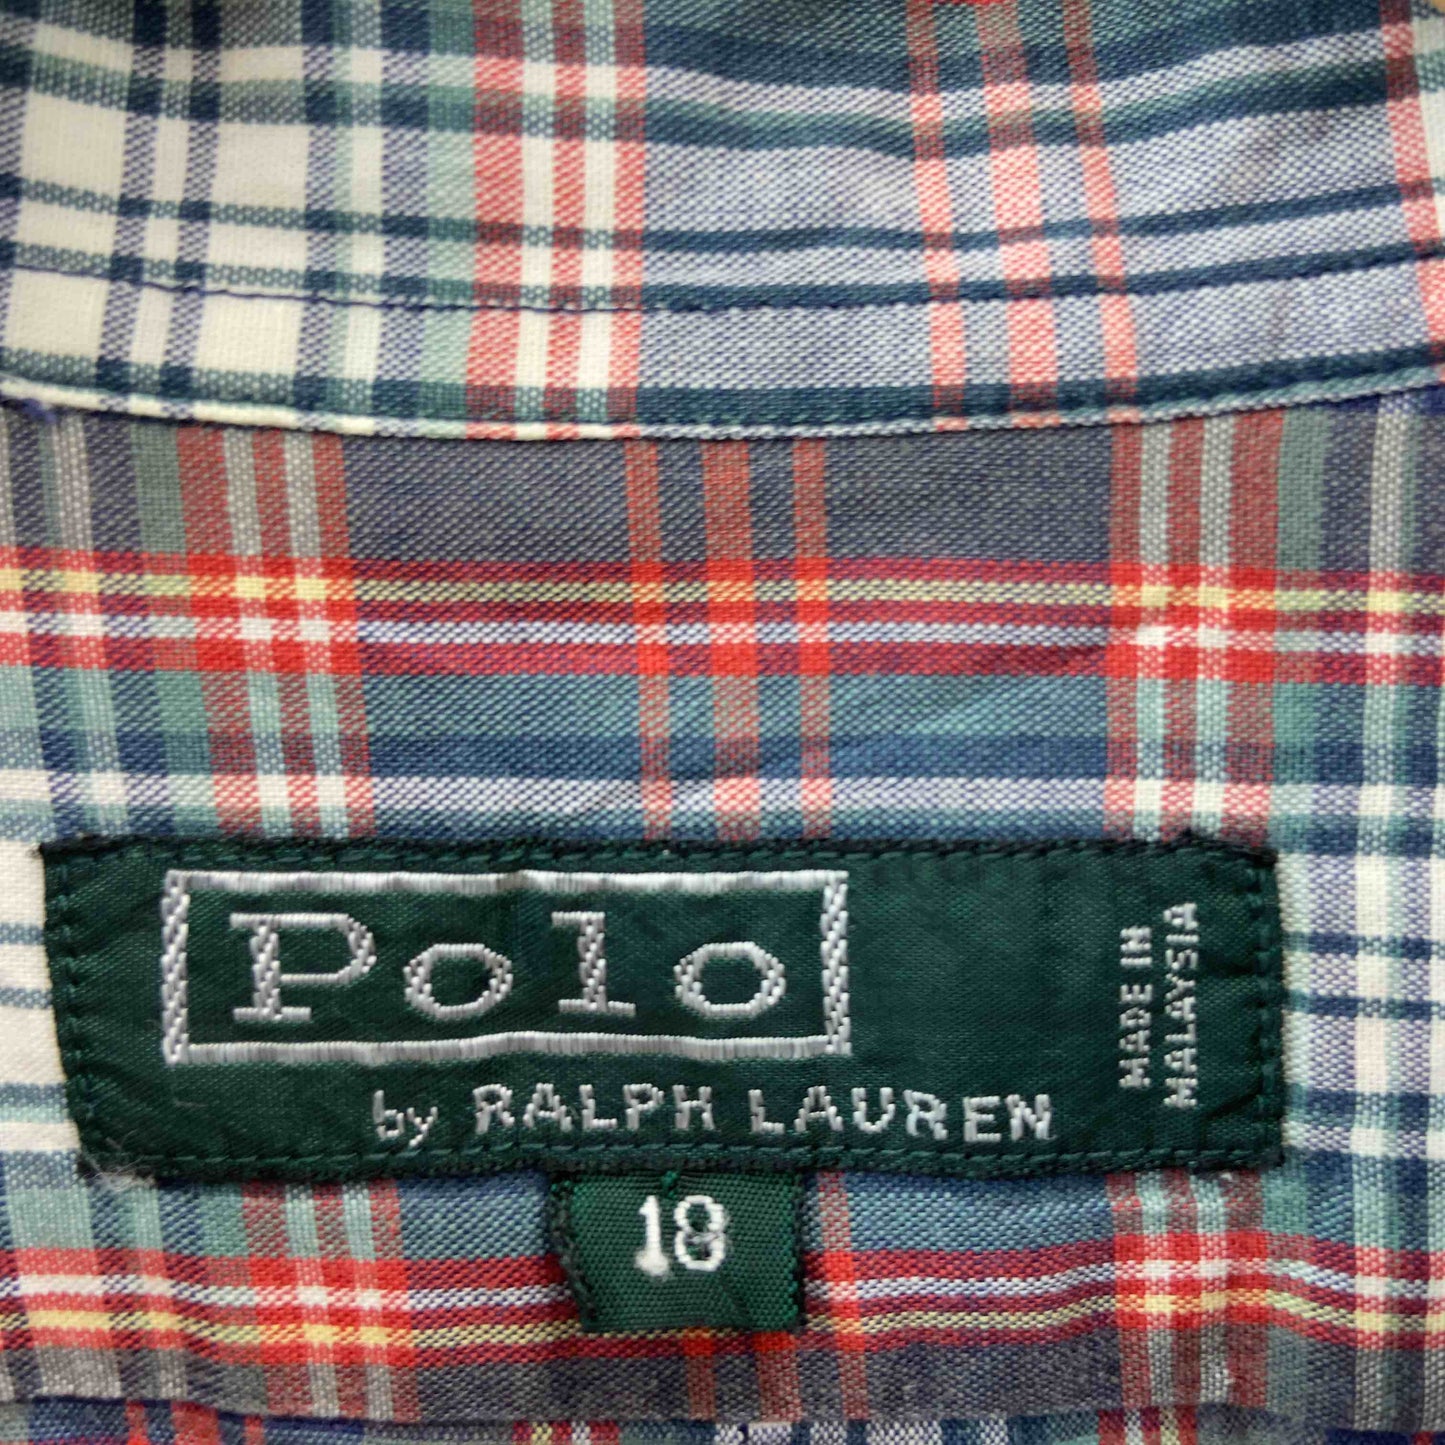 Polo
by RALPH LAUREN
MADE IN
MALAYSIA
18